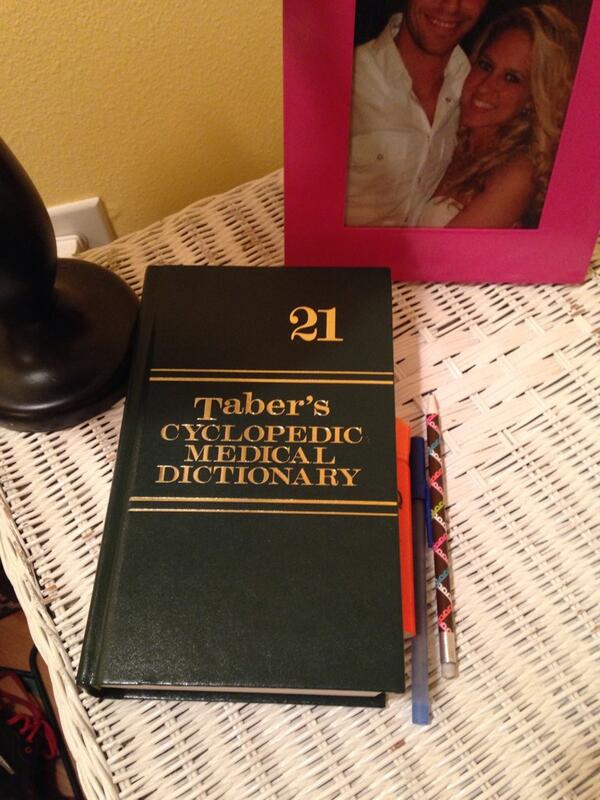 21
Taber's
CYCLOPEDIC
MEDICAL
DICTIONARY